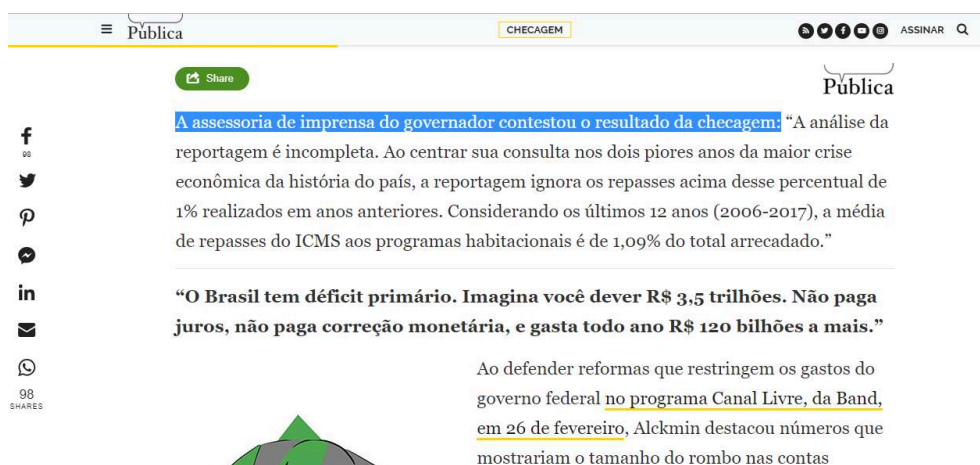 Pública
CHECAGEM
ASSINAR
Share
Pública
A assessoria de imprensa do governador contestou o resultado da checagem: “A análise da
reportagem é incompleta. Ao centrar sua consulta nos dois piores anos da maior crise
econômica da história do país, a reportagem ignora os repasses acima desse percentual de
1% realizados em anos anteriores. Considerando os últimos 12 anos (2006-2017), a média
de repasses do ICMS aos programas habitacionais é de 1,09% do total arrecadado.”
98
“O Brasil tem déficit primário. Imagina você dever R$ 3,5 trilhões. Não paga
juros, não paga correção monetária, e gasta todo ano R$ 120 bilhões a mais.”
Ao defender reformas que restringem os gastos do
governo federal no programa Canal Livre, da Band,
em 26 de fevereiro, Alckmin destacou números que
mostrariam o tamanho do rombo nas contas
98
SHARES